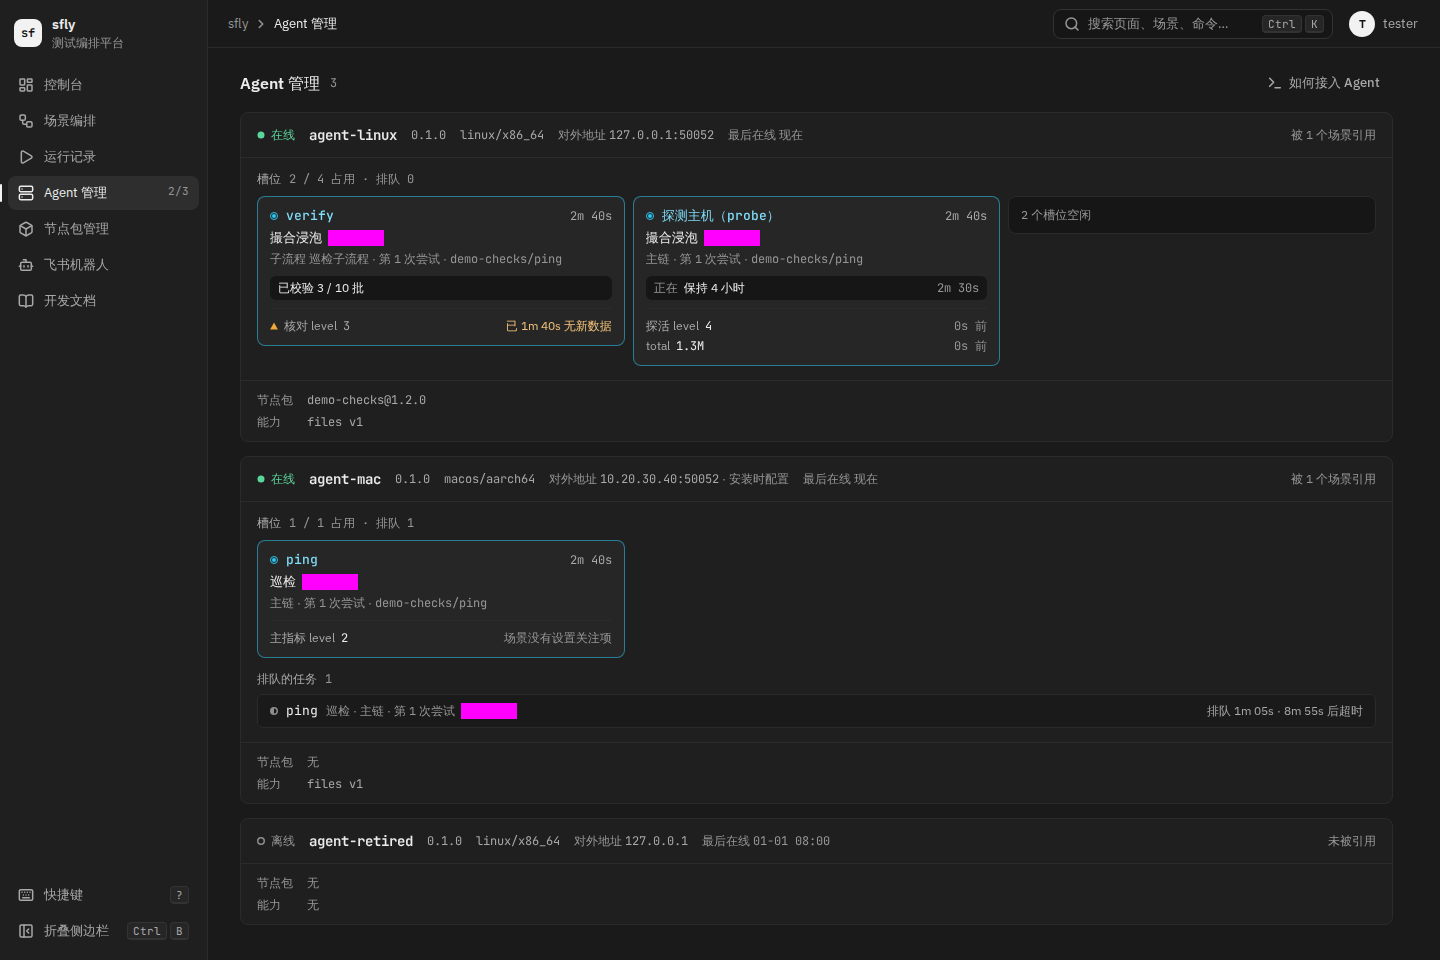 sf
sfly
测试编排平台
控制台
场景编排
运行记录
Agent 管理 2/3
节点包管理
飞书机器人
开发文档
快捷键 ?
折叠侧边栏 Ctrl B
sfly > Agent 管理
搜索页面、场景、命令... Ctrl K
T tester
Agent 管理 3
如何接入 Agent
在线 agent-linux 0.1.0 linux/x86_64 对外地址 127.0.0.1:50052 最后在线 现在 被 1 个场景引用
槽位 2 / 4 占用 · 排队 0
verify 2m 40s
撮合浸泡
子流程 巡检子流程 · 第 1 次尝试 · demo-checks/ping
已校验 3 / 10 批
核对 level 3 已 1m 40s 无新数据
探测主机（probe） 2m 40s
撮合浸泡
主链 · 第 1 次尝试 · demo-checks/ping
正在 保持 4 小时 2m 30s
探活 level 4 0s 前
total 1.3M 0s 前
2 个槽位空闲
节点包 demo-checks@1.2.0
能力 files v1
在线 agent-mac 0.1.0 macos/aarch64 对外地址 10.20.30.40:50052 · 安装时配置 最后在线 现在 被 1 个场景引用
槽位 1 / 1 占用 · 排队 1
ping 2m 40s
巡检
主链 · 第 1 次尝试 · demo-checks/ping
主指标 level 2 场景没有设置关注项
排队的任务 1
ping 巡检 · 主链 · 第 1 次尝试 排队 1m 05s · 8m 55s 后超时
节点包 无
能力 files v1
离线 agent-retired 0.1.0 linux/x86_64 对外地址 127.0.0.1 最后在线 01-01 08:00 未被引用
节点包 无
能力 无